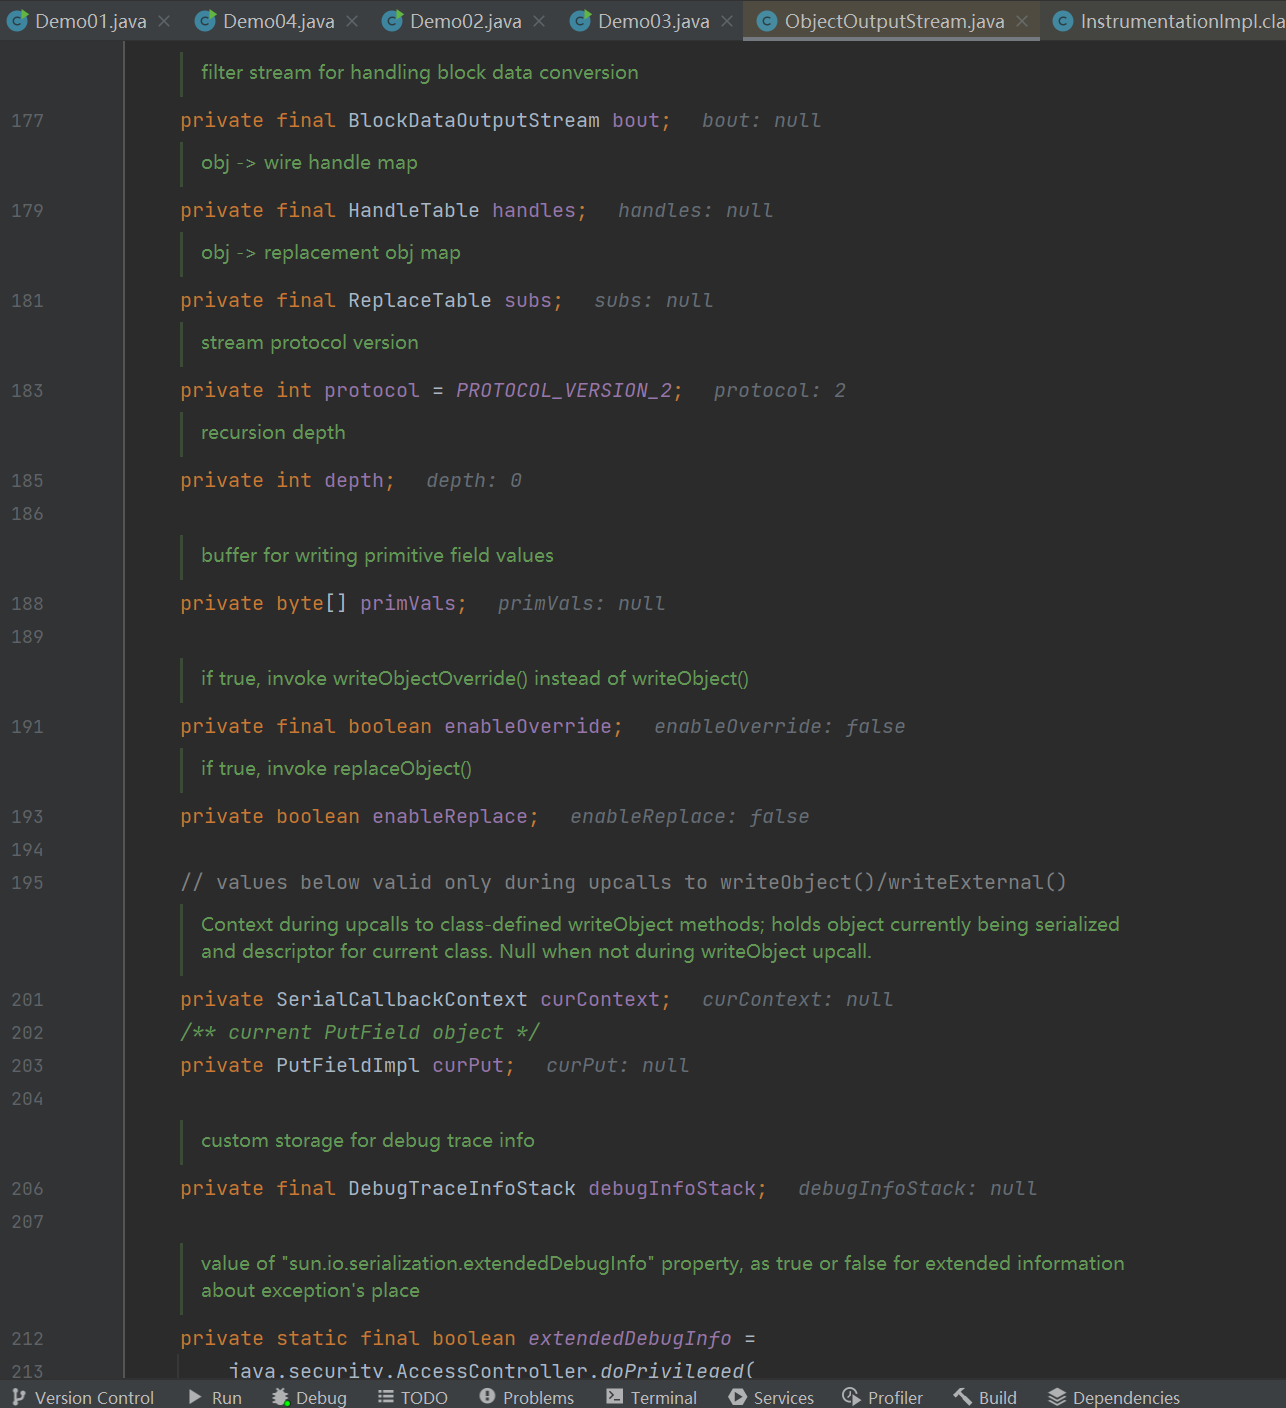 Demo01.java Demo04.java Demo02.java Demo03.java ObjectOutputStream.java InstrumentationImpl.cla
filter stream for handling block data conversion
177 private final BlockDataOutputStream bout; bout: null
obj -> wire handle map
179 private final HandleTable handles; handles: null
obj -> replacement obj map
181 private final ReplaceTable subs; subs: null
stream protocol version
183 private int protocol = PROTOCOL_VERSION_2; protocol: 2
recursion depth
185 private int depth; depth: 0
186
buffer for writing primitive field values
188 private byte[] primVals; primVals: null
189
if true, invoke writeObjectOverride() instead of writeObject()
191 private final boolean enableOverride; enableOverride: false
if true, invoke replaceObject()
193 private boolean enableReplace; enableReplace: false
194
195 // values below valid only during upcalls to writeObject()/writeExternal()
Context during upcalls to class-defined writeObject methods; holds object currently being serialized
and descriptor for current class. Null when not during writeObject upcall.
201 private SerialCallbackContext curContext; curContext: null
202 /** current PutField object */
203 private PutFieldImpl curPut; curPut: null
204
custom storage for debug trace info
206 private final DebugTraceInfoStack debugInfoStack; debugInfoStack: null
207
value of "sun.io.serialization.extendedDebugInfo" property, as true or false for extended information
about exception's place
212 private static final boolean extendedDebugInfo =
213 java.security.AccessController.doPrivileged(
Version Control Run Debug TODO Problems Terminal Services Profiler Build Dependencies